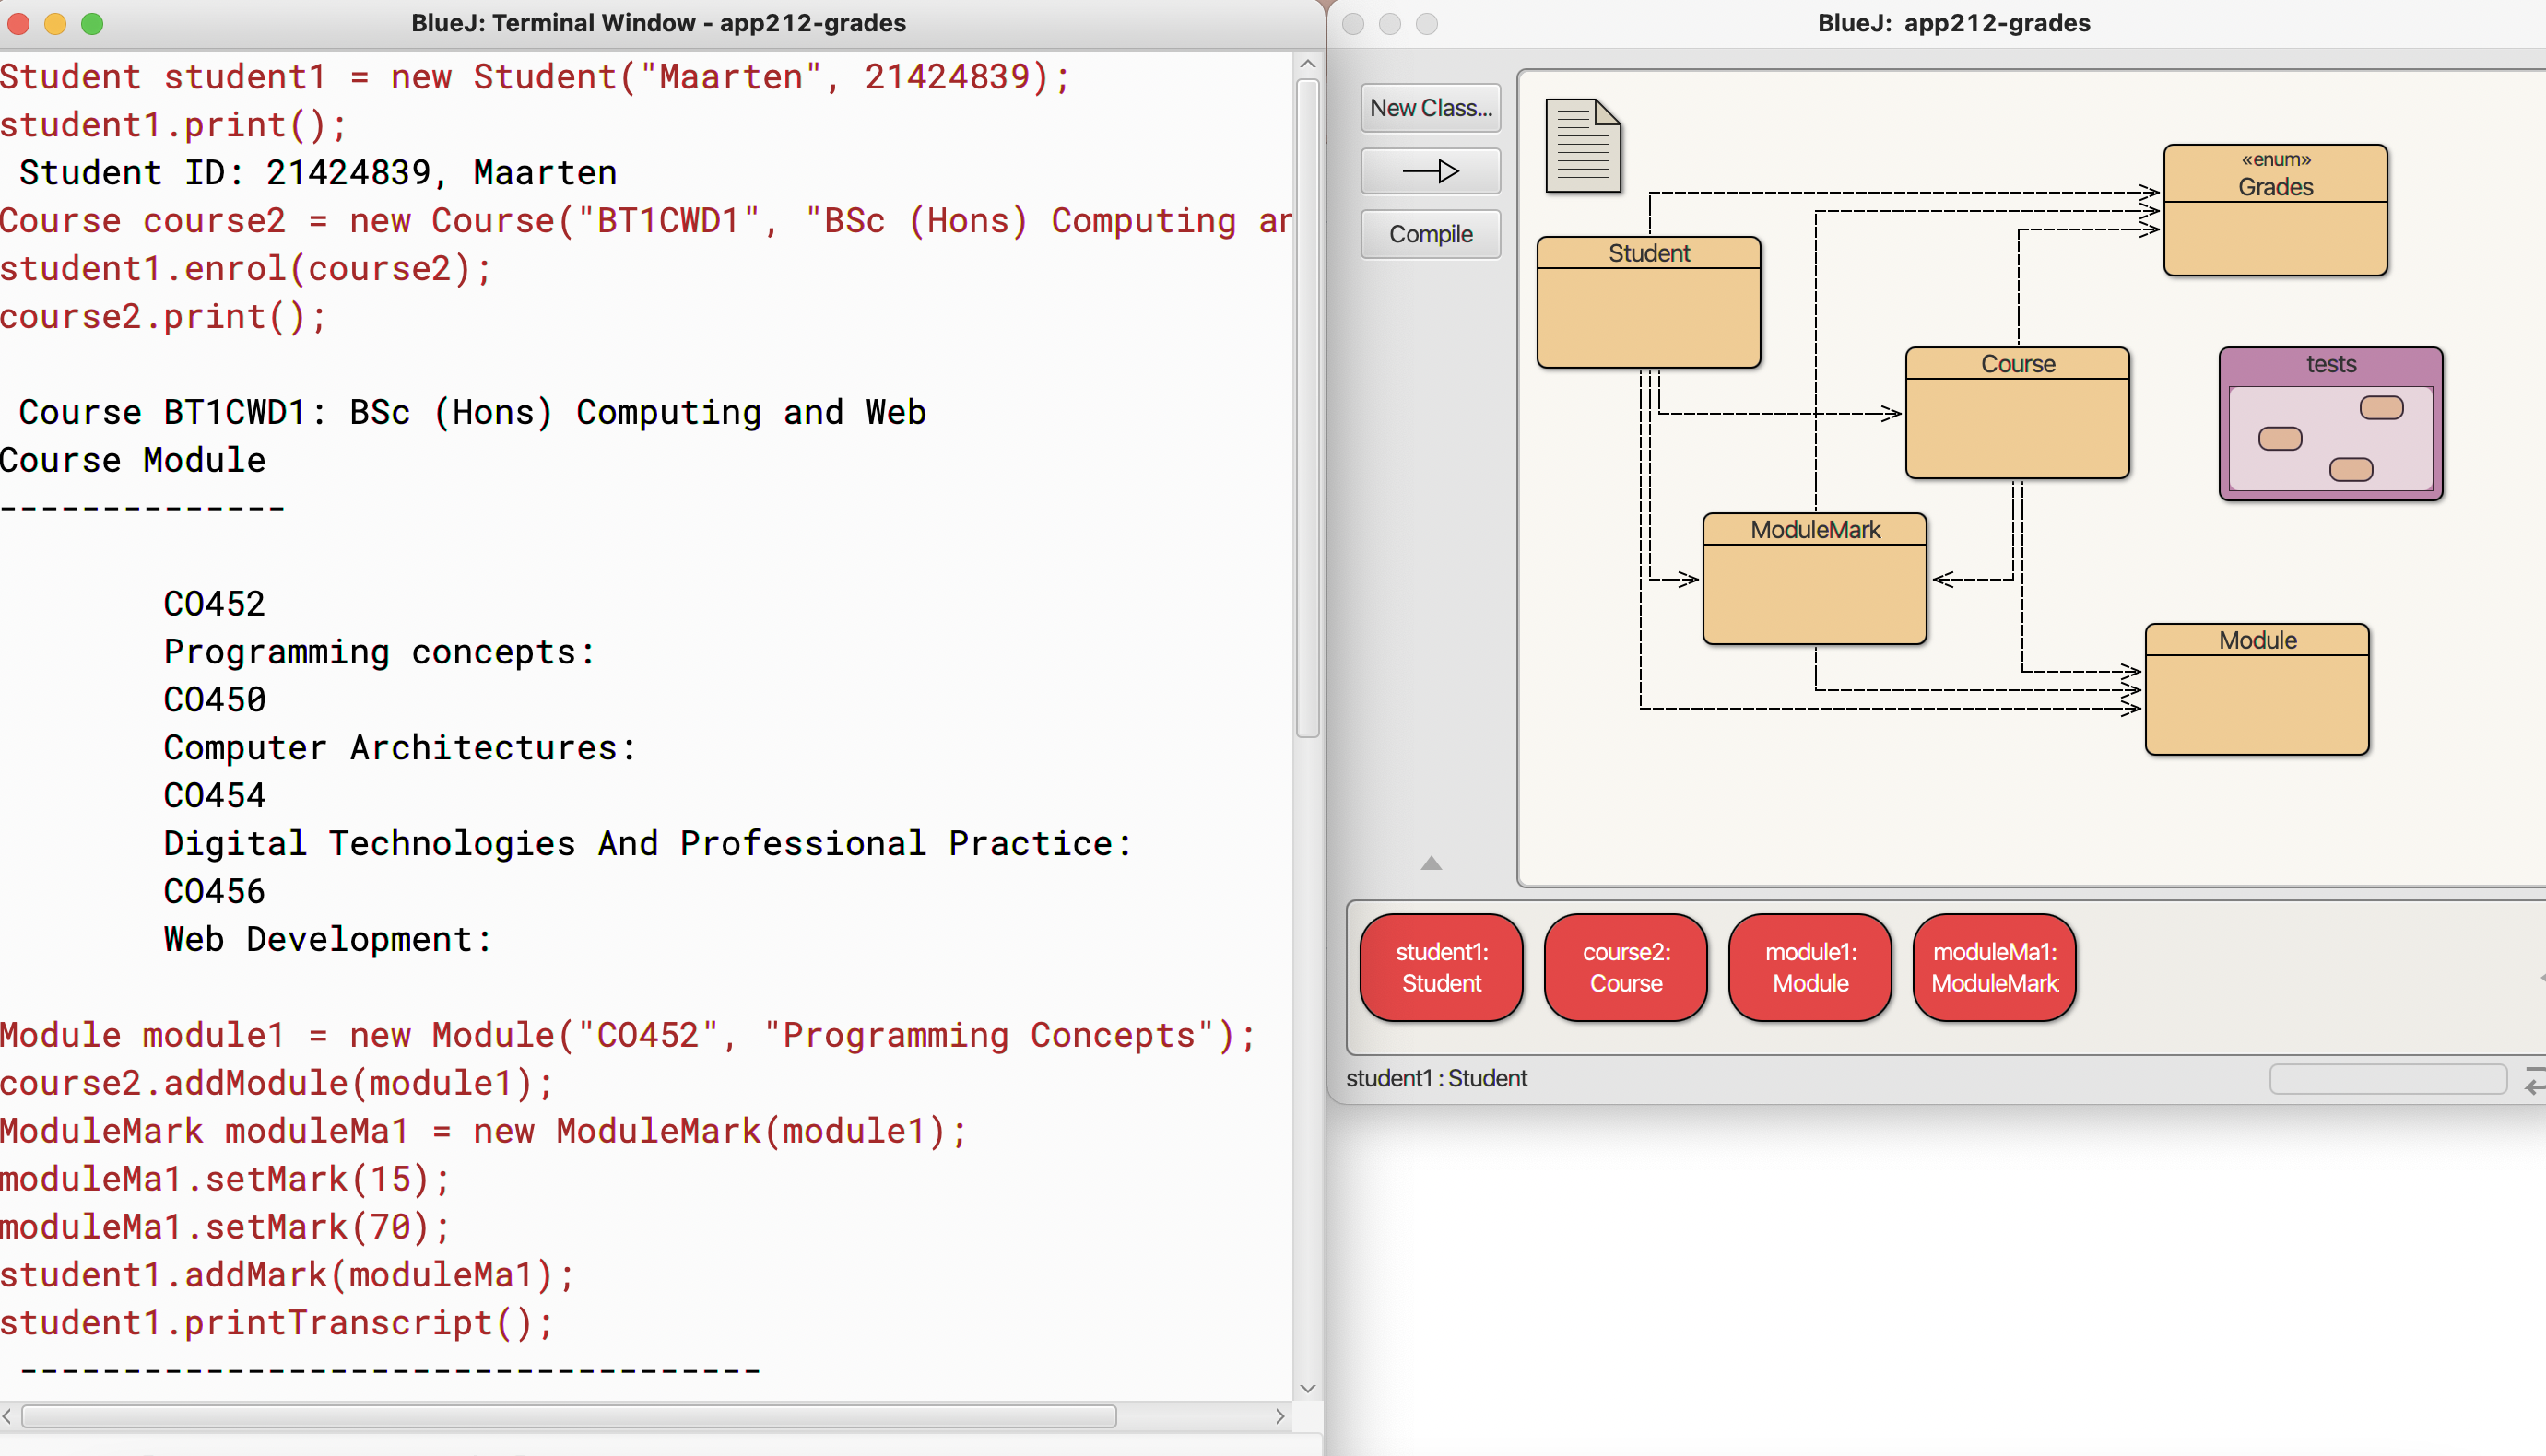 BlueJ: Terminal Window - app212-grades
Student student1 = new Student("Maarten", 21424839);
student1.print();
Student ID: 21424839, Maarten
Course course2 = new Course("BT1CWD1", "BSc (Hons) Computing an
student1.enrol(course2);
course2.print();
Course BT1CWD1: BSc (Hons) Computing and Web
Course Module
--------------
CO452
Programming concepts:
CO450
Computer Architectures:
CO454
Digital Technologies And Professional Practice:
CO456
Web Development:
Module module1 = new Module("CO452", "Programming Concepts");
course2.addModule(module1);
ModuleMark moduleMa1 = new ModuleMark(module1);
moduleMa1.setMark(15);
moduleMa1.setMark(70);
student1.addMark(moduleMa1);
student1.printTranscript();
------------------------------------
BlueJ: app212-grades
New Class...
Compile
«enum»
Grades
Student
Course
tests
ModuleMark
Module
student1:
Student
course2:
Course
module1:
Module
moduleMa1:
ModuleMark
student1 : Student